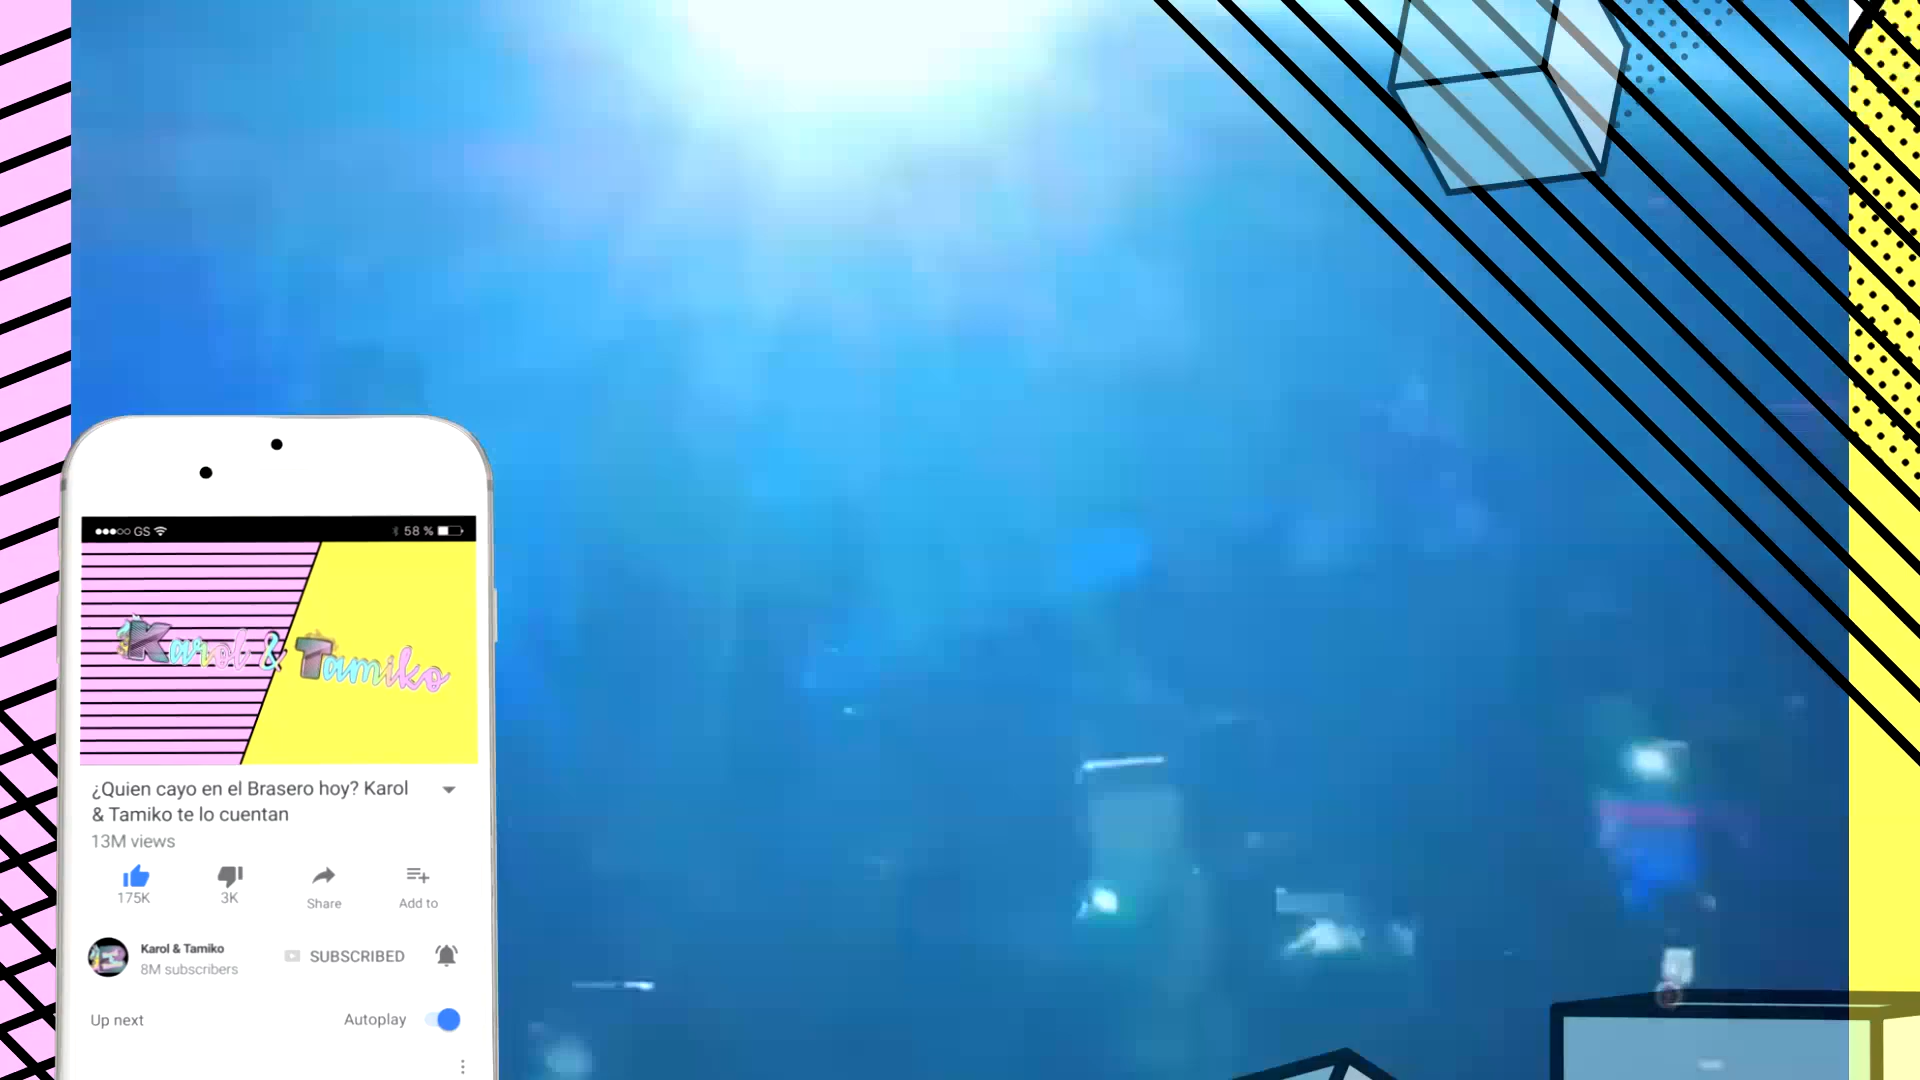 GS
58 %
Karol & Tamiko
¿Quien cayo en el Brasero hoy? Karol
& Tamiko te lo cuentan
13M views
175K
3K
Share
Add to
Karol & Tamiko
8M subscribers
SUBSCRIBED
Up next
Autoplay